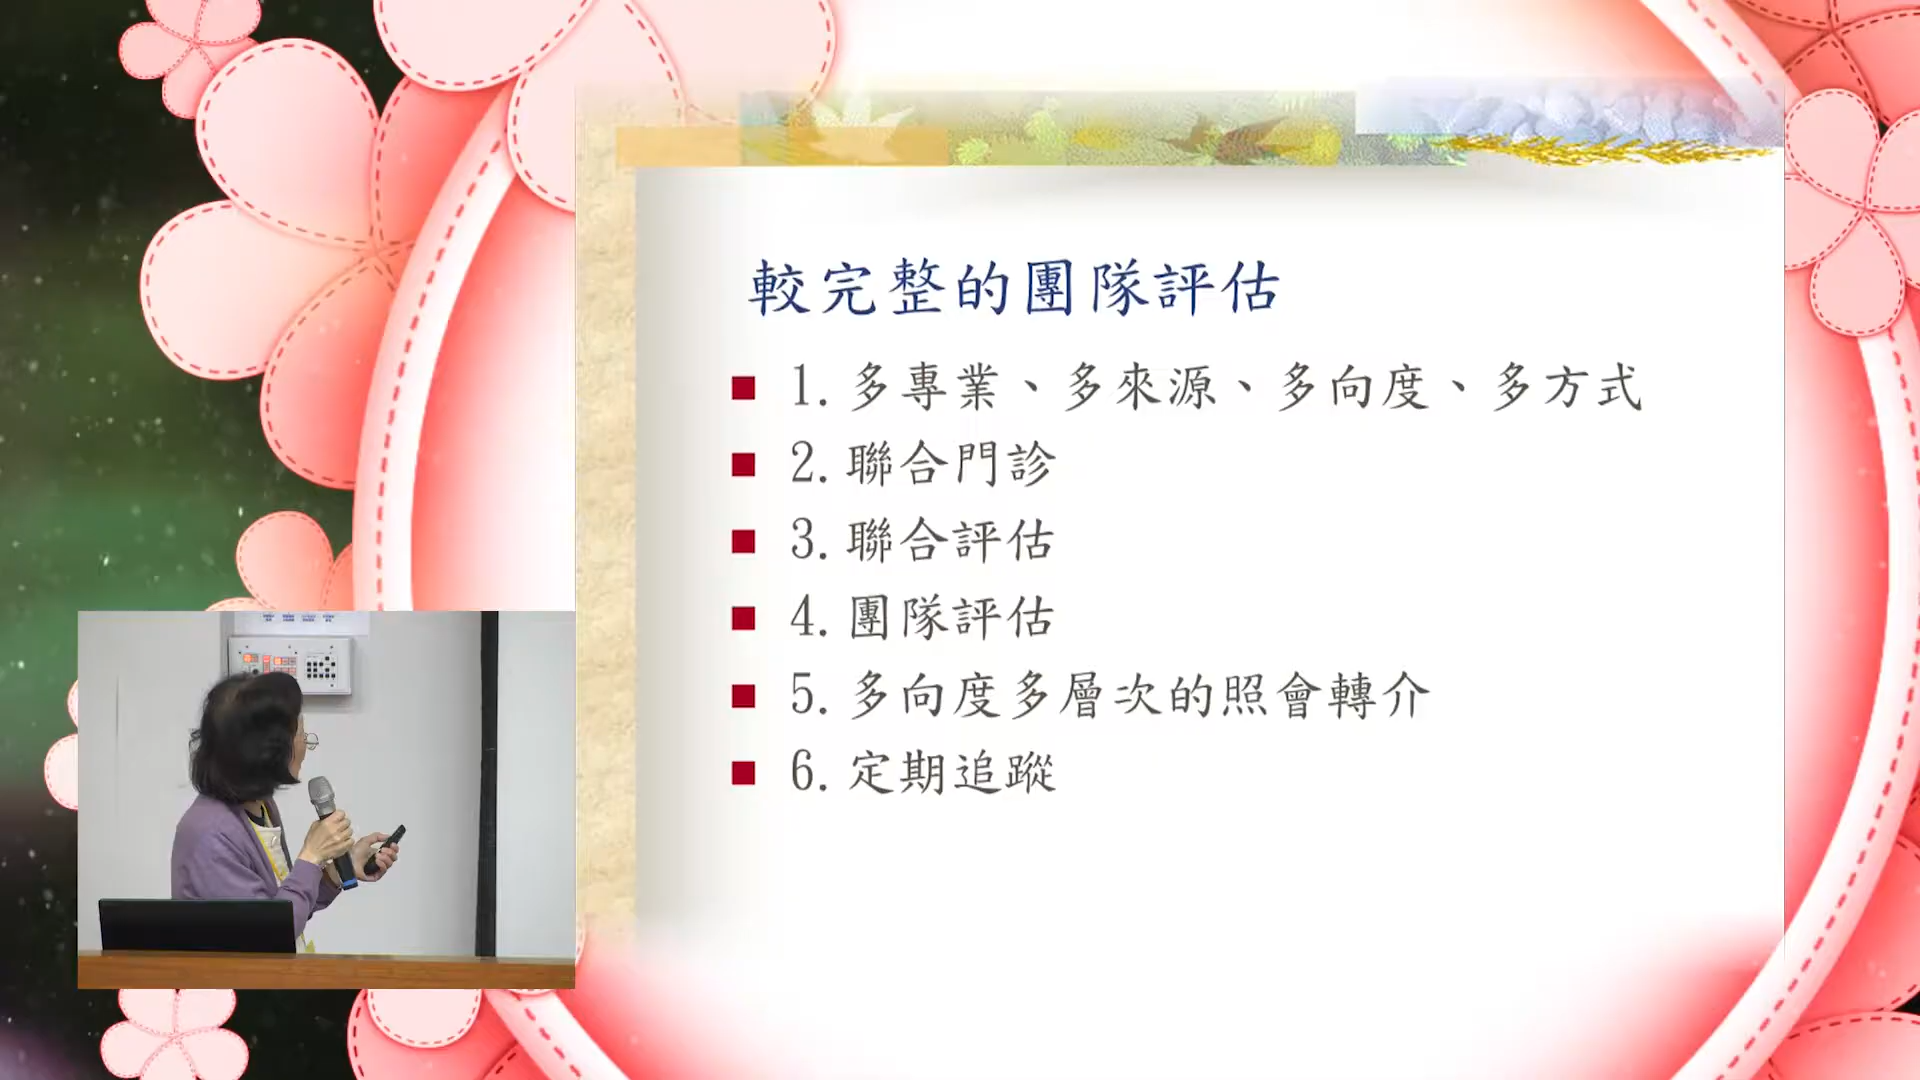 較完整的團隊評估
1. 多專業、多來源、多向度、多方式
2. 聯合門診
3. 聯合評估
4. 團隊評估
5. 多向度多層次的照會轉介
6. 定期追蹤